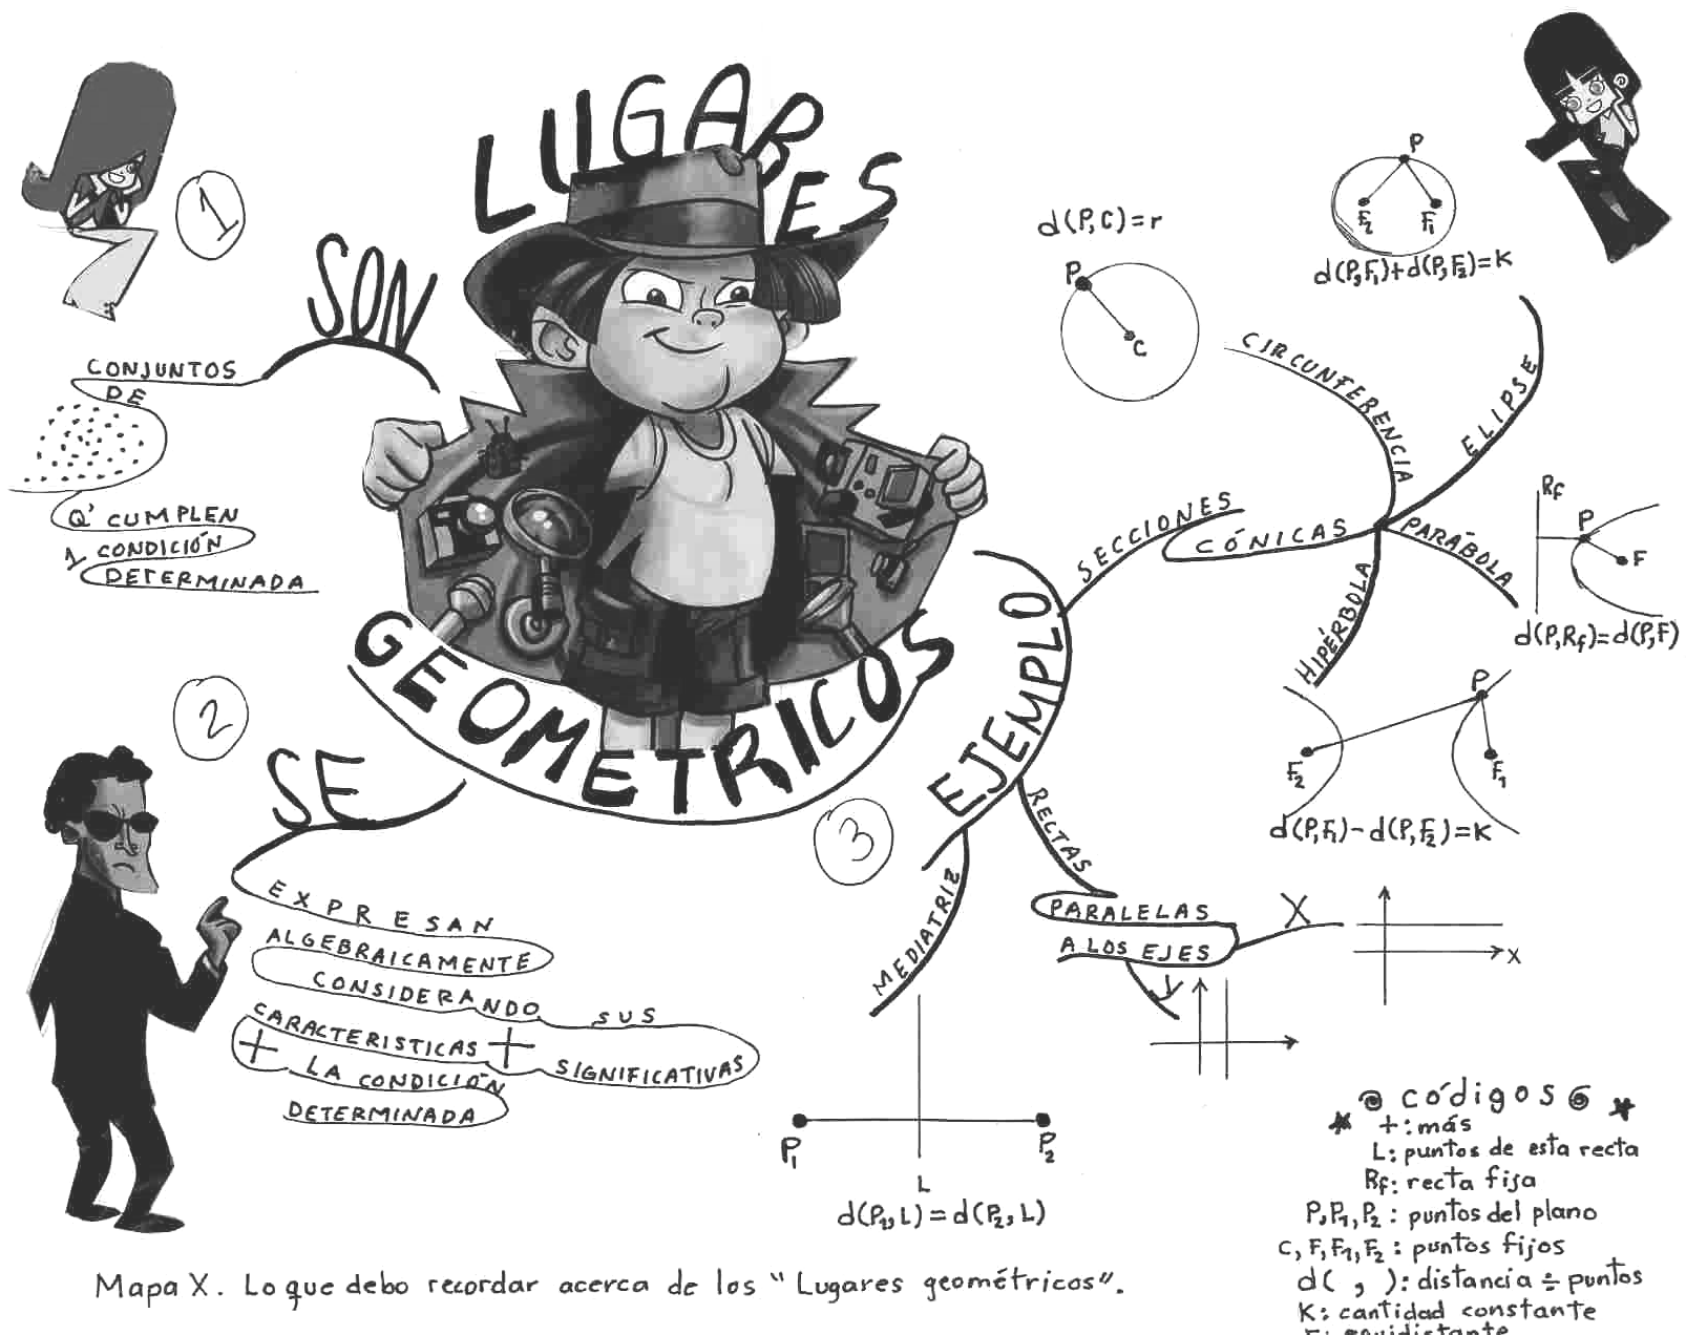 LUGARES
GEOMETRICOS
1
SON
CONJUNTOS
DE
Q' CUMPLEN
1 CONDICIÓN
DETERMINADA
2
SE
EXPRESAN
ALGEBRAICAMENTE
CONSIDERANDO SUS
CARACTERISTICAS + SIGNIFICATIVAS
+ LA CONDICIÓN
DETERMINADA
3
EJEMPLO
SECCIONES
CÓNICAS
CIRCUNFERENCIA
d(P,C)=r
P
C
ELIPSE
P
F2 F1
d(P,F1)+d(P,F2)=K
PARÁBOLA
Rf
P
F
d(P,Rf)=d(P,F)
HIPÉRBOLA
P
F2 F1
d(P,F1)-d(P,F2)=K
RECTAS
PARALELAS
A LOS EJES
X
X
Y
MEDIATRIZ
P1 P2
L
d(P1,L)=d(P2,L)
códigos
+: más
L: puntos de esta recta
Rf: recta fija
P,P1,P2: puntos del plano
C,F,F1,F2: puntos fijos
d( , ): distancia ÷ puntos
K: cantidad constante
Mapa X. Lo que debo recordar acerca de los "Lugares geométricos".